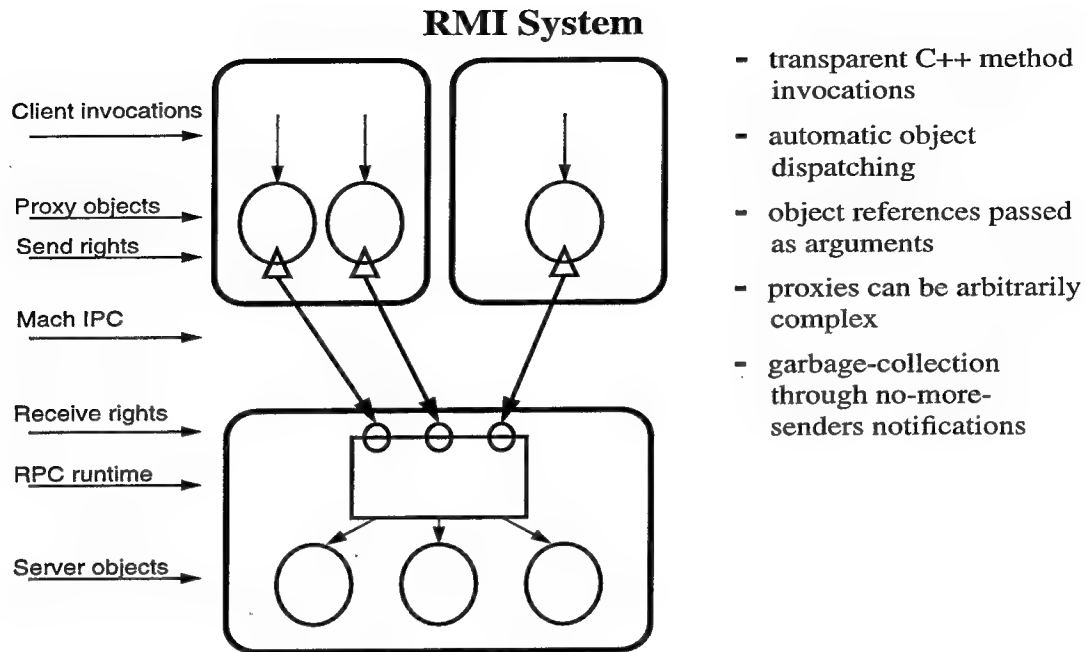 RMI System
Client invocations
Proxy objects
Send rights
Mach IPC
Receive rights
RPC runtime
Server objects
- transparent C++ method
invocations
- automatic object
dispatching
- object references passed
as arguments
- proxies can be arbitrarily
complex
- garbage-collection
through no-more-
senders notifications